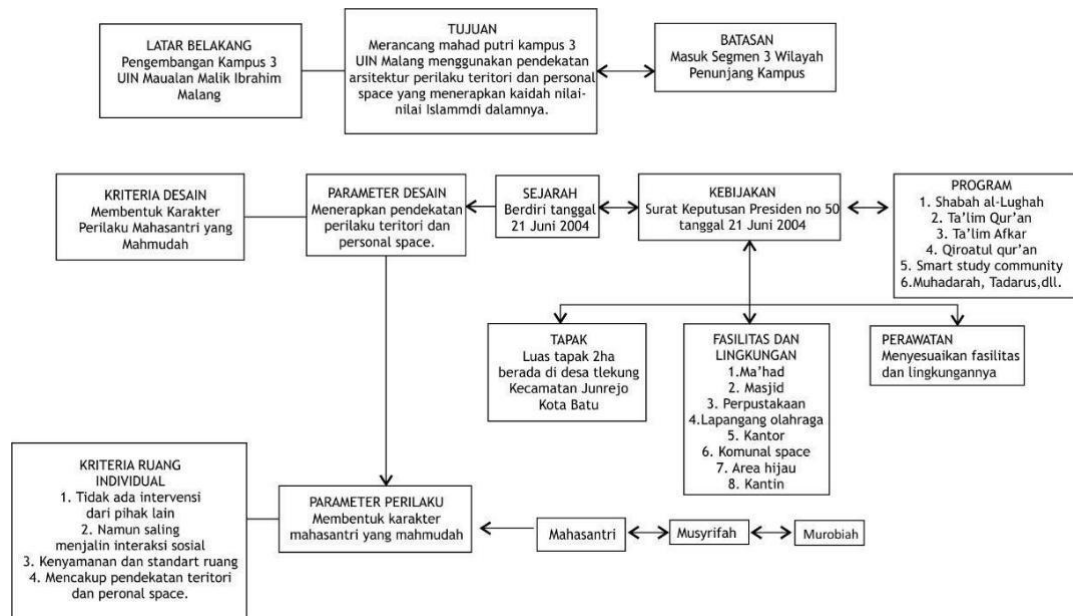 LATAR BELAKANG
Pengembangan Kampus 3
UIN Maualan Malik Ibrahim
Malang
TUJUAN
Merancang mahad putri kampus 3
UIN Malang menggunakan pendekatan
arsitektur perilaku teritori dan personal
space yang menerapkan kaidah nilai-
nilai Islammdi dalamnya.
BATASAN
Masuk Segmen 3 Wilayah
Penunjang Kampus
KRITERIA DESAIN
Membentuk Karakter
Perilaku Mahasantri yang
Mahmudah
PARAMETER DESAIN
Menerapkan pendekatan
perilaku teritori dan
personal space.
SEJARAH
Berdiri tanggal
21 Juni 2004
KEBIJAKAN
Surat Keputusan Presiden no 50
tanggal 21 Juni 2004
PROGRAM
1. Shabah al-Lughah
2. Ta'lim Qur'an
3. Ta'lim Afkar
4. Qiroatul qur'an
5. Smart study community
6.Muhadarah, Tadarus,dll.
TAPAK
Luas tapak 2ha
berada di desa tlekung
Kecamatan Junrejo
Kota Batu
FASILITAS DAN
LINGKUNGAN
1.Ma'had
2. Masjid
3. Perpustakaan
4.Lapangang olahraga
5. Kantor
6. Komunal space
7. Area hijau
8. Kantin
PERAWATAN
Menyesuaikan fasilitas
dan lingkungannya
KRITERIA RUANG
INDIVIDUAL
1. Tidak ada intervensi
dari pihak lain
2. Namun saling
menjalin interaksi sosial
3. Kenyamanan dan standart ruang
4. Mencakup pendekatan teritori
dan peronal space.
PARAMETER PERILAKU
Membentuk karakter
mahasantri yang mahmudah
Mahasantri
Musyrifah
Murobiah